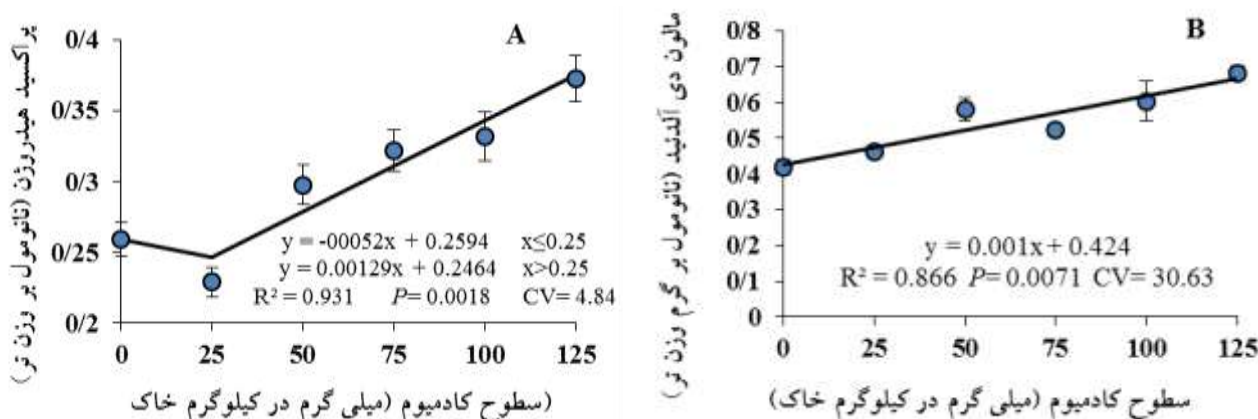 پراکسید هیدروژن (نانومول بر وزن تر)
A
0/4
0/35
0/3
0/25
0/2
y = -00052x + 0.2594 x≤0.25
y = 0.00129x + 0.2464 x>0.25
R² = 0.931 P= 0.0018 CV= 4.84
0 25 50 75 100 125
سطوح کادمیوم (میلی گرم در کیلوگرم خاک)
مالون دی آلدئید (نانومول بر گرم وزن تر)
B
0/8
0/7
0/6
0/5
0/4
0/3
0/2
0/1
0
y = 0.001x + 0.424
R² = 0.866 P= 0.0071 CV= 30.63
0 25 50 75 100 125
سطوح کادمیوم (میلی گرم در کیلوگرم خاک)